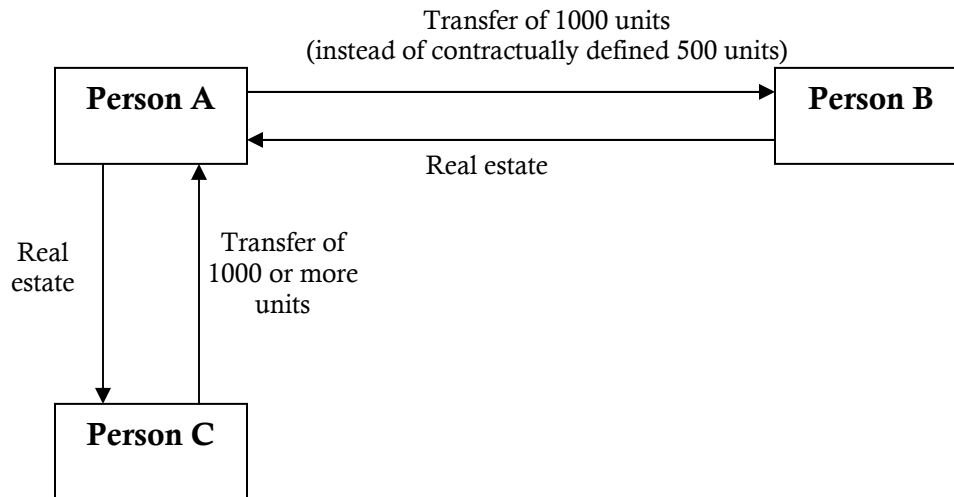 Transfer of 1000 units
(instead of contractually defined 500 units)
Person A
Person B
Real estate
Real
estate
Transfer of
1000 or more
units
Person C